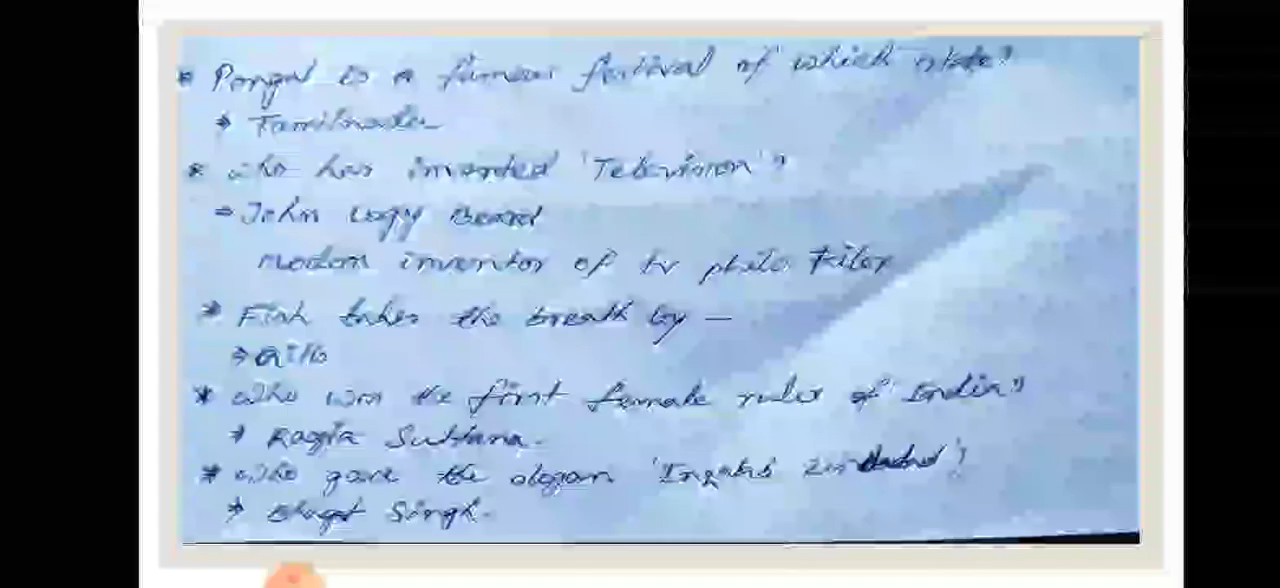 * Pongal is a famous festival of which state?
→ Tamilnadu
* who has invented 'Television'?
⇒ John Logy Beard
modern inventor of tv philo
* Fish takes the breath by —
⇒ gills
* who was the first female ruler of India?
→ Razia Sultana.
* who gave the slogan 'Inqalab zindabad'?
→ Bhagat Singh.